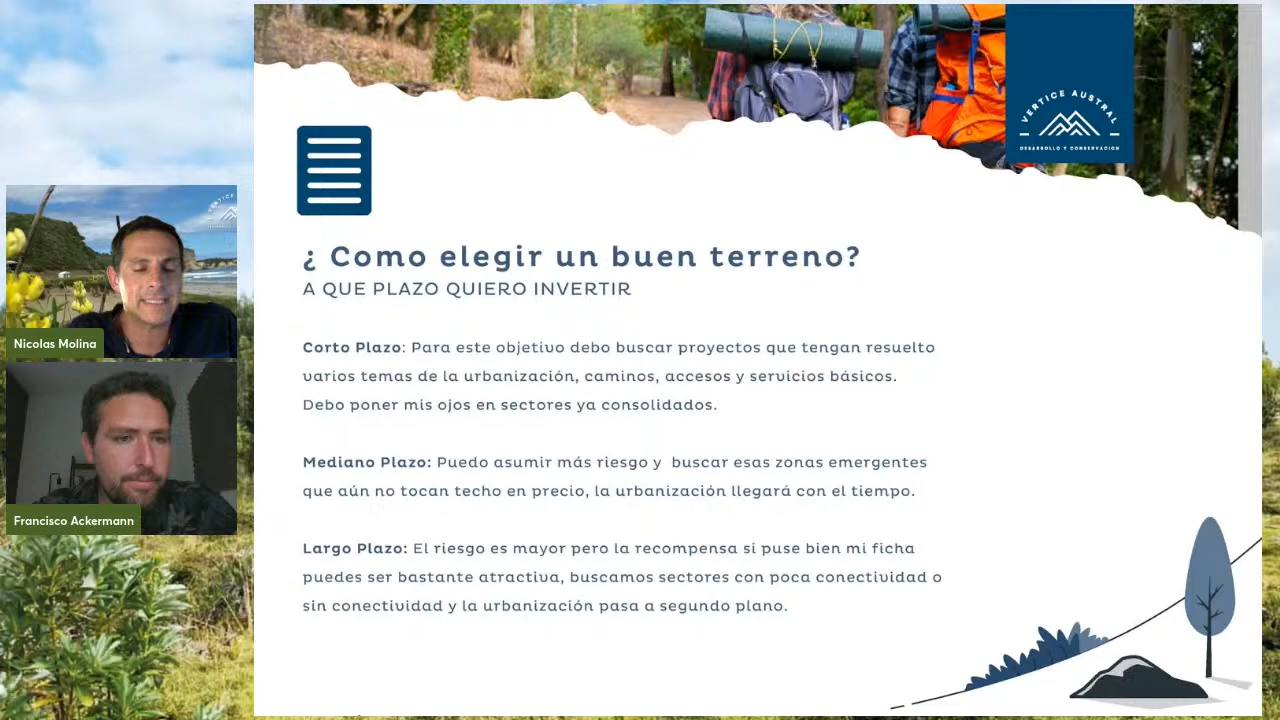 VERTICE AUSTRAL
DESARROLLO Y CONSERVACION
¿ Como elegir un buen terreno?
A QUE PLAZO QUIERO INVERTIR
Corto Plazo: Para este objetivo debo buscar proyectos que tengan resuelto
varios temas de la urbanización, caminos, accesos y servicios básicos.
Debo poner mis ojos en sectores ya consolidados.
Mediano Plazo: Puedo asumir más riesgo y buscar esas zonas emergentes
que aún no tocan techo en precio, la urbanización llegará con el tiempo.
Largo Plazo: El riesgo es mayor pero la recompensa si puse bien mi ficha
puedes ser bastante atractiva, buscamos sectores con poca conectividad o
sin conectividad y la urbanización pasa a segundo plano.
VERTICE
Nicolas Molina
Francisco Ackermann